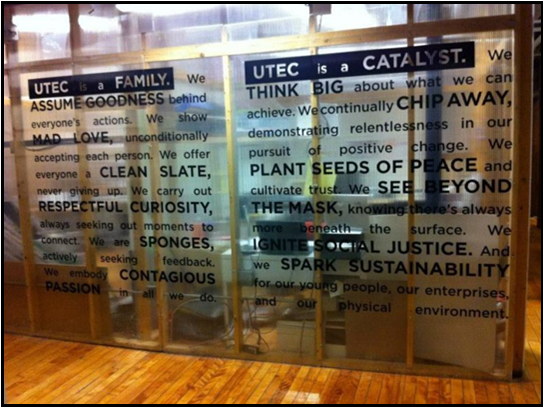 UTEC is a FAMILY. We
ASSUME GOODNESS behind
everyone's actions. We show
MAD LOVE, unconditionally
accepting each person. We offer
everyone a CLEAN SLATE,
never giving up. We carry out
RESPECTFUL CURIOSITY,
always seeking out moments to
connect. We are SPONGES,
actively seeking feedback.
We embody CONTAGIOUS
PASSION in all we do.
UTEC is a CATALYST. We
THINK BIG about what we can
achieve. We continually CHIP AWAY,
demonstrating relentlessness in our
pursuit of positive change. We
PLANT SEEDS OF PEACE and
cultivate trust. We SEE BEYOND
THE MASK, knowing there's always
more beneath the surface. We
IGNITE SOCIAL JUSTICE. And
we SPARK SUSTAINABILITY
for our young people, our enterprises,
and our physical environment.